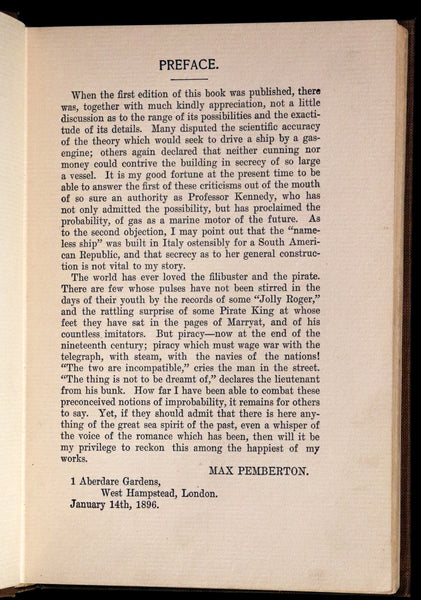 PREFACE.
When the first edition of this book was published, there
was, together with much kindly appreciation, not a little
discussion as to the range of its possibilities and the exacti-
tude of its details. Many disputed the scientific accuracy
of the theory which would seek to drive a ship by a gas-
engine; others again declared that neither cunning nor
money could contrive the building in secrecy of so large
a vessel. It is my good fortune at the present time to be
able to answer the first of these criticisms out of the mouth
of so sure an authority as Professor Kennedy, who has
not only admitted the possibility, but has proclaimed the
probability, of gas as a marine motor of the future. As
to the second objection, I may point out that the "name-
less ship" was built in Italy ostensibly for a South Ameri-
can Republic, and that secrecy as to her general construc-
tion is not vital to my story.
The world has ever loved the filibuster and the pirate.
There are few whose pulses have not been stirred in the
days of their youth by the records of some "Jolly Roger,"
and the rattling surprise of some Pirate King at whose
feet they have sat in the pages of Marryat, and of his
countless imitators. But piracy—now at the end of the
nineteenth century; piracy which must wage war with the
telegraph, with steam, with the navies of the nations!
"The two are incompatible," cries the man in the street.
"The thing is not to be dreamt of," declares the lieutenant
from his bunk. How far I have been able to combat these
preconceived notions of improbability, it remains for others
to say. Yet, if they should admit that there is here any-
thing of the great sea spirit of the past, even a whisper of
the voice of the romance which has been, then will it be
my privilege to reckon this among the happiest of my
works.
MAX PEMBERTON.
1 Aberdare Gardens,
West Hampstead, London.
January 14th, 1896.